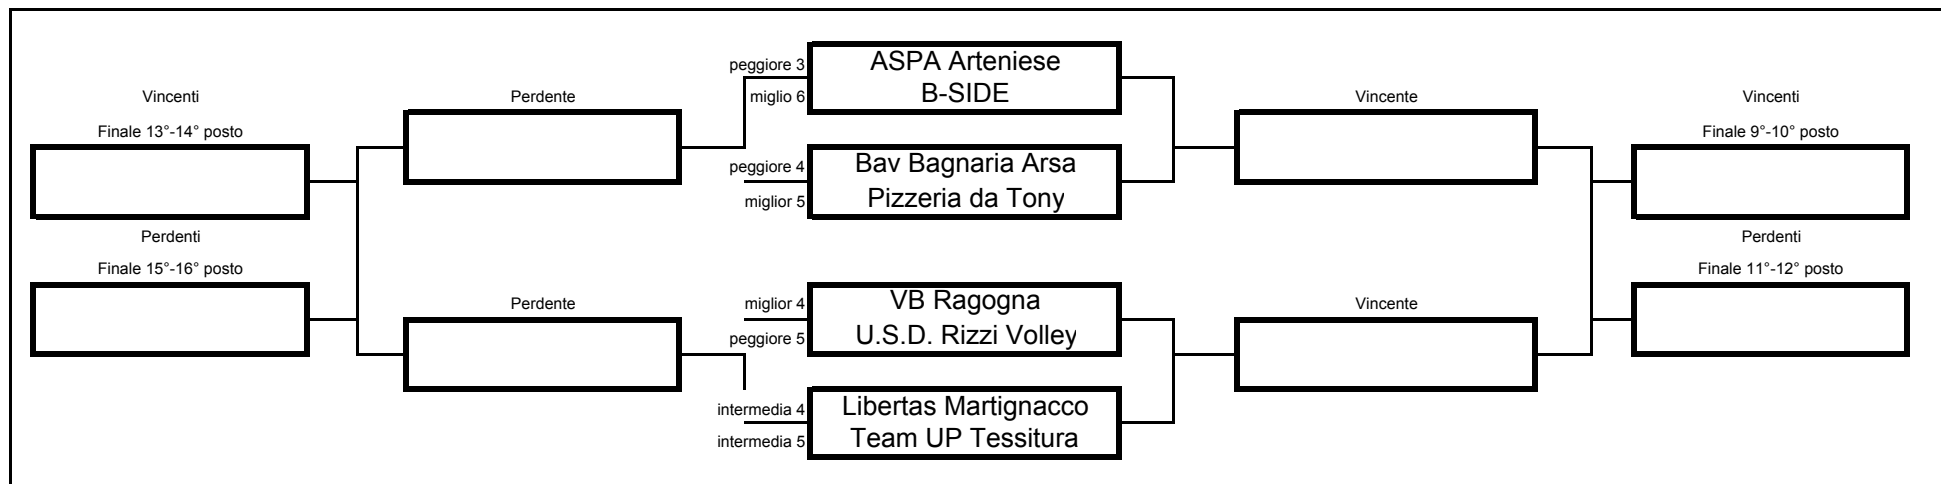 peggiore 3
ASPA Arteniese
miglio 6
B-SIDE
Vincenti
Perdente
Vincente
Vincenti
Finale 13°-14° posto
Finale 9°-10° posto
peggiore 4
Bav Bagnaria Arsa
miglior 5
Pizzeria da Tony
Perdenti
Perdenti
Finale 15°-16° posto
Finale 11°-12° posto
Perdente
miglior 4
VB Ragogna
Vincente
peggiore 5
U.S.D. Rizzi Volley
intermedia 4
Libertas Martignacco
intermedia 5
Team UP Tessitura